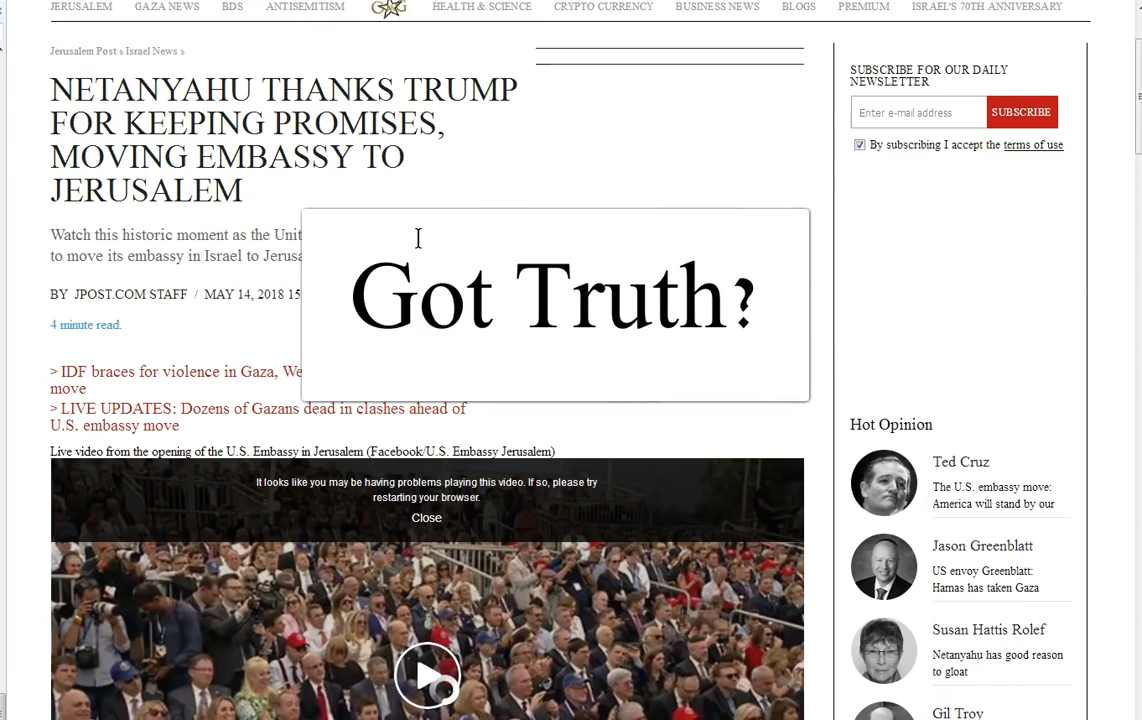 JERUSALEM GAZA NEWS BDS ANTISEMITISM HEALTH & SCIENCE CRYPTO CURRENCY BUSINESS NEWS BLOGS PREMIUM ISRAEL'S 70TH ANNIVERSARY
Jerusalem Post Israel News
NETANYAHU THANKS TRUMP
FOR KEEPING PROMISES,
MOVING EMBASSY TO
JERUSALEM
Watch this historic moment as the
to move its embassy in Israel to
BY JPOST.COM STAFF / MAY 14, 2018 15
4 minute read.
Got Truth?
> IDF braces for violence in Gaza,
move
> LIVE UPDATES: Dozens of Gazans dead in clashes ahead of
U.S. embassy move
Live video from the opening of the U.S. Embassy in Jerusalem (Facebook/U.S. Embassy Jerusalem)
It looks like you may be having problems playing this video. If so, please try
restarting your browser.
Close
SUBSCRIBE FOR OUR DAILY
NEWSLETTER
Enter e-mail address SUBSCRIBE
By subscribing I accept the terms of use
Hot Opinion
Ted Cruz
The U.S. embassy move:
America will stand by our
Jason Greenblatt
US envoy Greenblatt:
Hamas has taken Gaza
Susan Hattis Rolef
Netanyahu has good reason
to gloat
Gil Troy